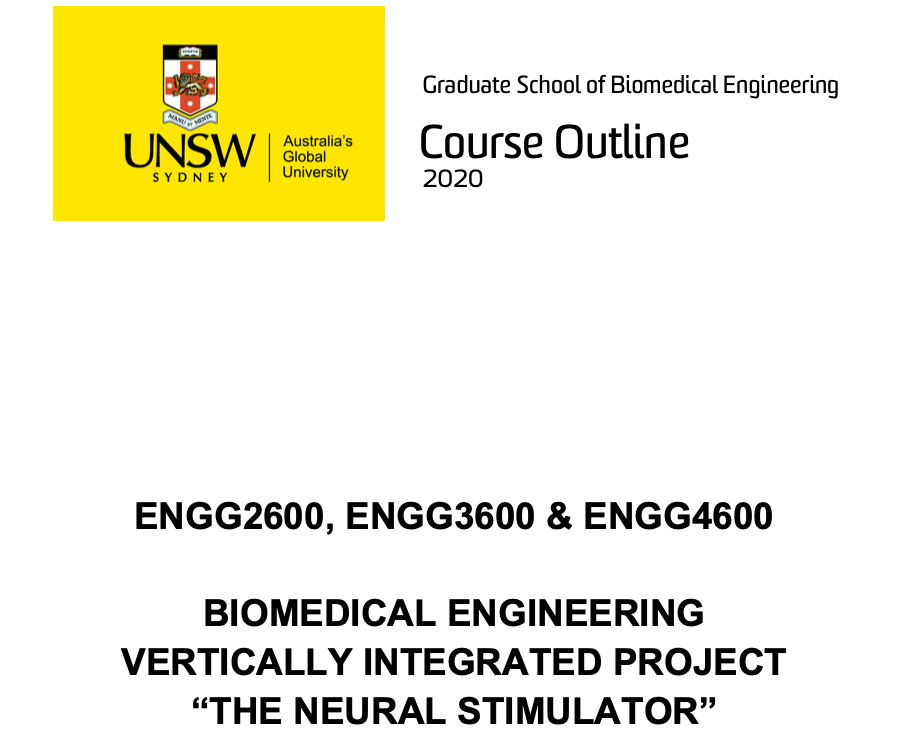 MANU ET MENTE
UNSW
SYDNEY
Australia's
Global
University
Graduate School of Biomedical Engineering
Course Outline
2020
ENGG2600, ENGG3600 & ENGG4600
BIOMEDICAL ENGINEERING
VERTICALLY INTEGRATED PROJECT
“THE NEURAL STIMULATOR”